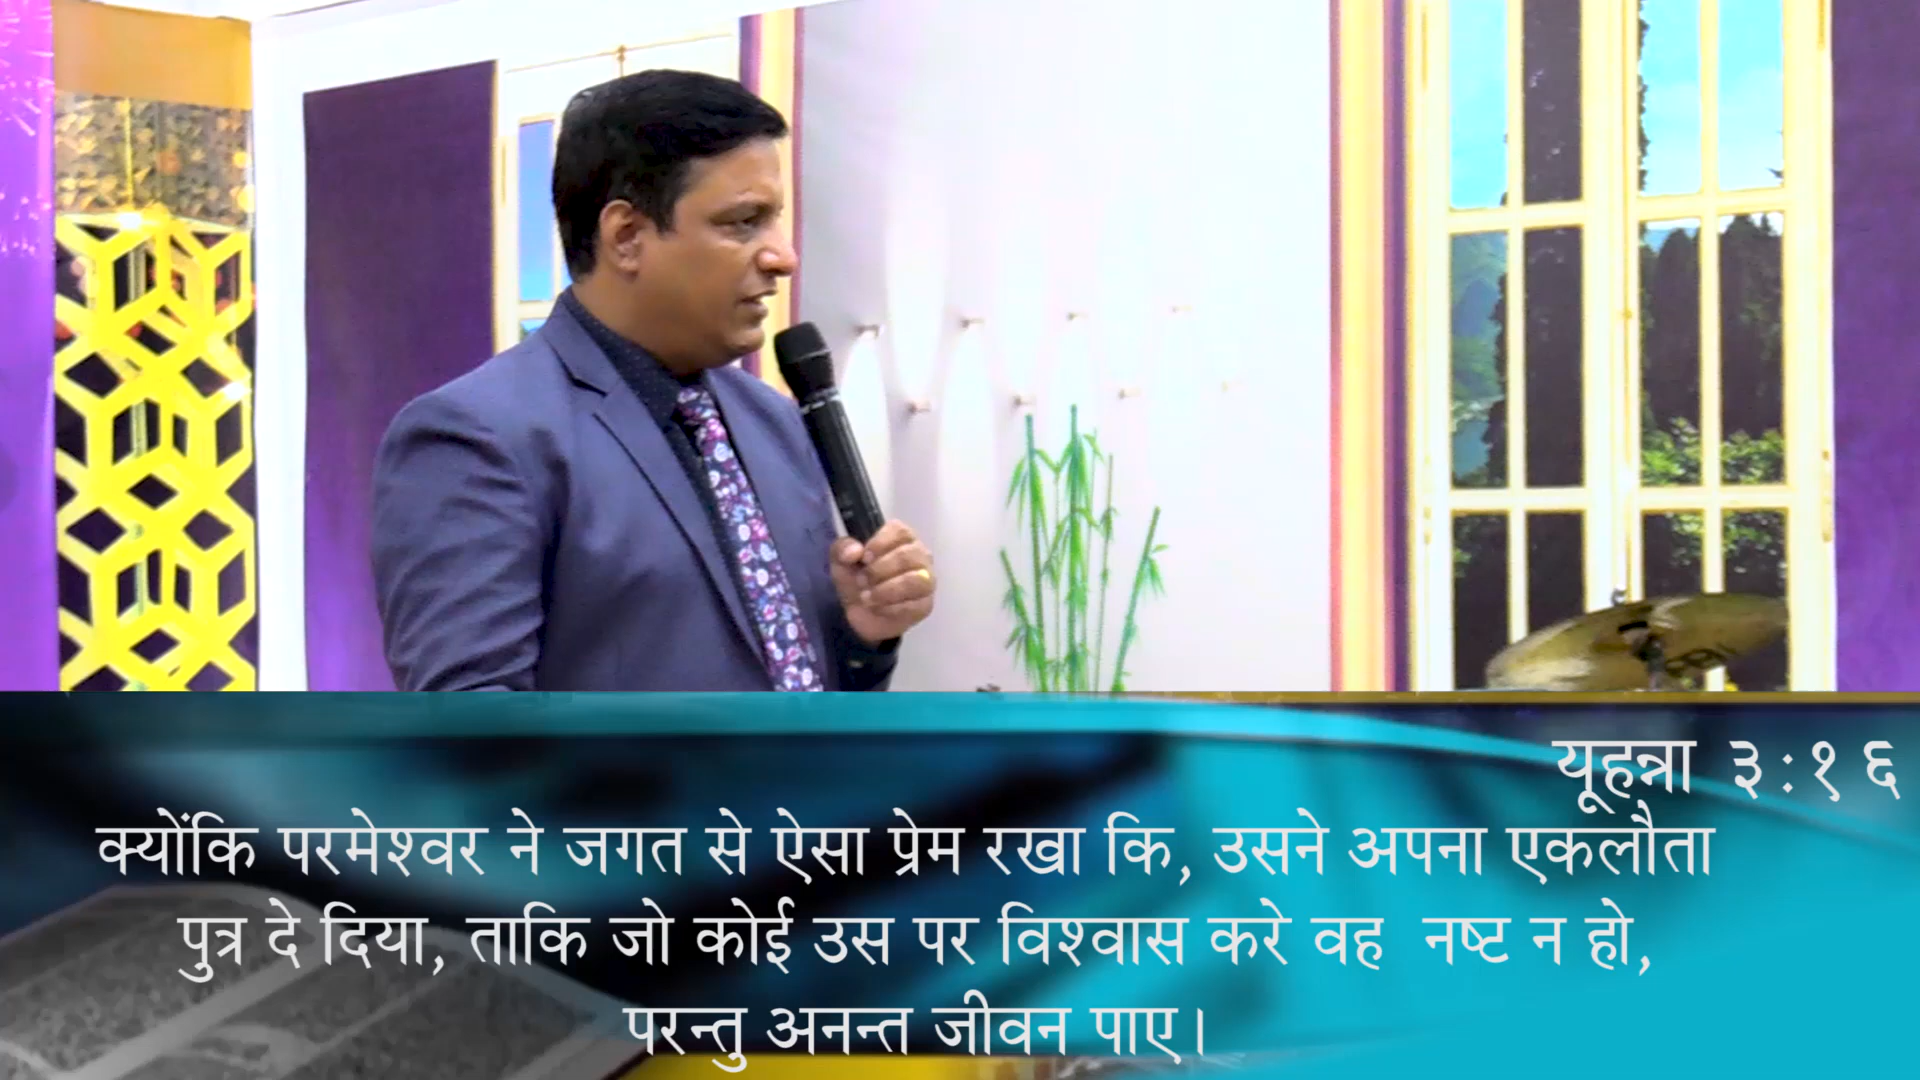 यूहन्ना ३:१६
क्योंकि परमेश्वर ने जगत से ऐसा प्रेम रखा कि, उसने अपना एकलौता
पुत्र दे दिया, ताकि जो कोई उस पर विश्वास करे वह नष्ट न हो,
परन्तु अनन्त जीवन पाए।